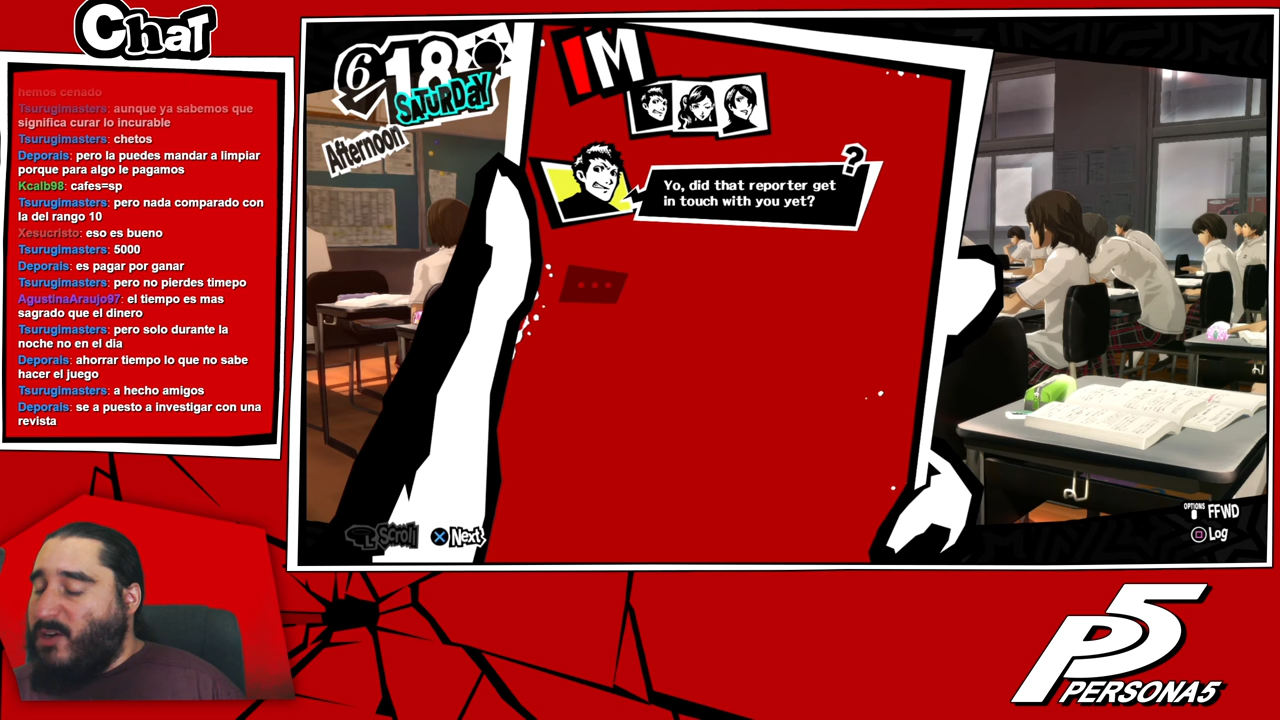 Chat
hemos cenado
Tsurugimasters: aunque ya sabemos que
significa curar lo incurable
Tsurugimasters: chetos
Deporais: pero la puedes mandar a limpiar
porque para algo le pagamos
Kcalb98: cafes=sp
Tsurugimasters: pero nada comparado con
la del rango 10
Xesucristo: eso es bueno
Tsurugimasters: 5000
Deporais: es pagar por ganar
Tsurugimasters: pero no pierdes timepo
AgustinaAraujo97: el tiempo es mas
sagrado que el dinero
Tsurugimasters: pero solo durante la
noche no en el dia
Deporais: ahorrar tiempo lo que no sabe
hacer el juego
Tsurugimasters: a hecho amigos
Deporais: se a puesto a investigar con una
revista
6 18
SATURDAY
Afternoon
IM
?
Yo, did that reporter get
in touch with you yet?
...
L Scroll
Next
OPTIONS FFWD
Log
P5
PERSONA5